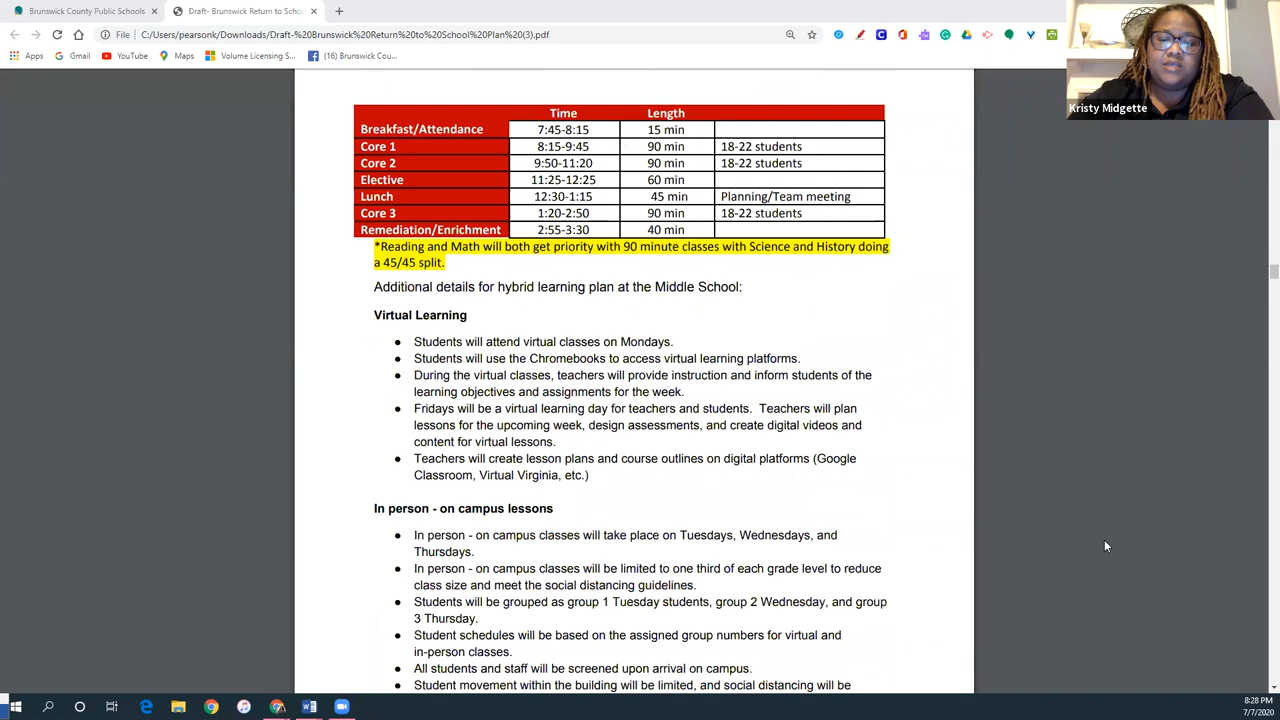 Brunswick County Public Schools
Draft- Brunswick Return to Schoo
File
C:/Users/pearsonk/Downloads/Draft-%20Brunswick%20Return%20to%20School%20Plan%20(3).pdf
Apps
Gmail
YouTube
Maps
Volume Licensing S...
(16) Brunswick Cou...
Kristy Midgette
Time Length
Breakfast/Attendance 7:45-8:15 15 min
Core 1 8:15-9:45 90 min 18-22 students
Core 2 9:50-11:20 90 min 18-22 students
Elective 11:25-12:25 60 min
Lunch 12:30-1:15 45 min Planning/Team meeting
Core 3 1:20-2:50 90 min 18-22 students
Remediation/Enrichment 2:55-3:30 40 min
*Reading and Math will both get priority with 90 minute classes with Science and History doing
a 45/45 split.
Additional details for hybrid learning plan at the Middle School:
Virtual Learning
● Students will attend virtual classes on Mondays.
● Students will use the Chromebooks to access virtual learning platforms.
● During the virtual classes, teachers will provide instruction and inform students of the
learning objectives and assignments for the week.
● Fridays will be a virtual learning day for teachers and students. Teachers will plan
lessons for the upcoming week, design assessments, and create digital videos and
content for virtual lessons.
● Teachers will create lesson plans and course outlines on digital platforms (Google
Classroom, Virtual Virginia, etc.)
In person - on campus lessons
● In person - on campus classes will take place on Tuesdays, Wednesdays, and
Thursdays.
● In person - on campus classes will be limited to one third of each grade level to reduce
class size and meet the social distancing guidelines.
● Students will be grouped as group 1 Tuesday students, group 2 Wednesday, and group
3 Thursday.
● Student schedules will be based on the assigned group numbers for virtual and
in-person classes.
● All students and staff will be screened upon arrival on campus.
● Student movement within the building will be limited, and social distancing will be
8:28 PM
7/7/2020